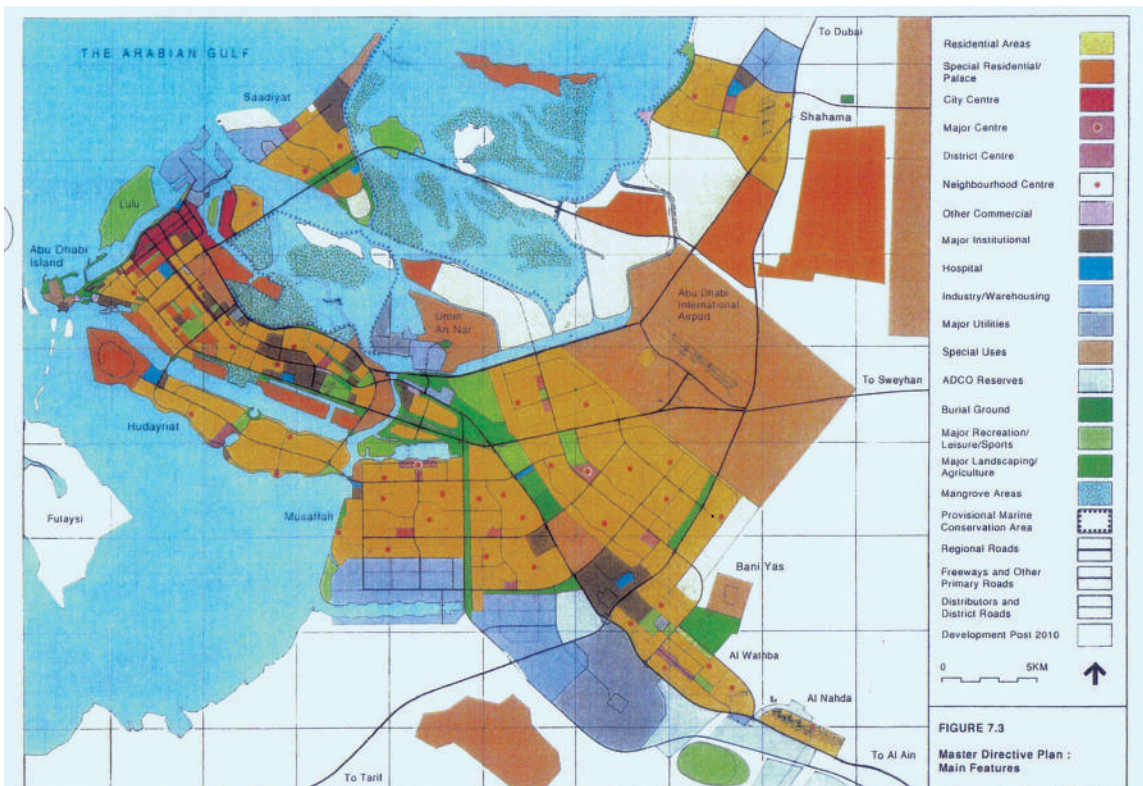 THE ARABIAN GULF
To Dubai
Saadiyat
Shahama
Lulu
Abu Dhabi
Island
Abu Dhabi
International
Airport
Umm
An Nar
To Sweyhan
Hudayriat
Futaysi
Musaffah
Bani Yas
Al Wathba
Al Nahda
To Al Ain
To Tarif
Residential Areas
Special Residential/
Palace
City Centre
Major Centre
District Centre
Neighbourhood Centre
Other Commercial
Major Institutional
Hospital
Industry/Warehousing
Major Utilities
Special Uses
ADCO Reserves
Burial Ground
Major Recreation/
Leisure/Sports
Major Landscaping/
Agriculture
Mangrove Areas
Provisional Marine
Conservation Area
Regional Roads
Freeways and Other
Primary Roads
Distributors and
District Roads
Development Post 2010
0 5KM
FIGURE 7.3
Master Directive Plan :
Main Features